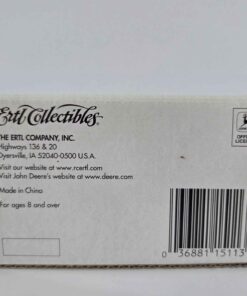 Ertl Collectibles
THE ERTL COMPANY, INC.
Highways 136 & 20
Dyersville, IA 52040-0500 U.S.A.
Visit our website at www.rcertl.com
Visit John Deere's website at www.deere.com
Made in China
For ages 8 and over
0 36881 15113